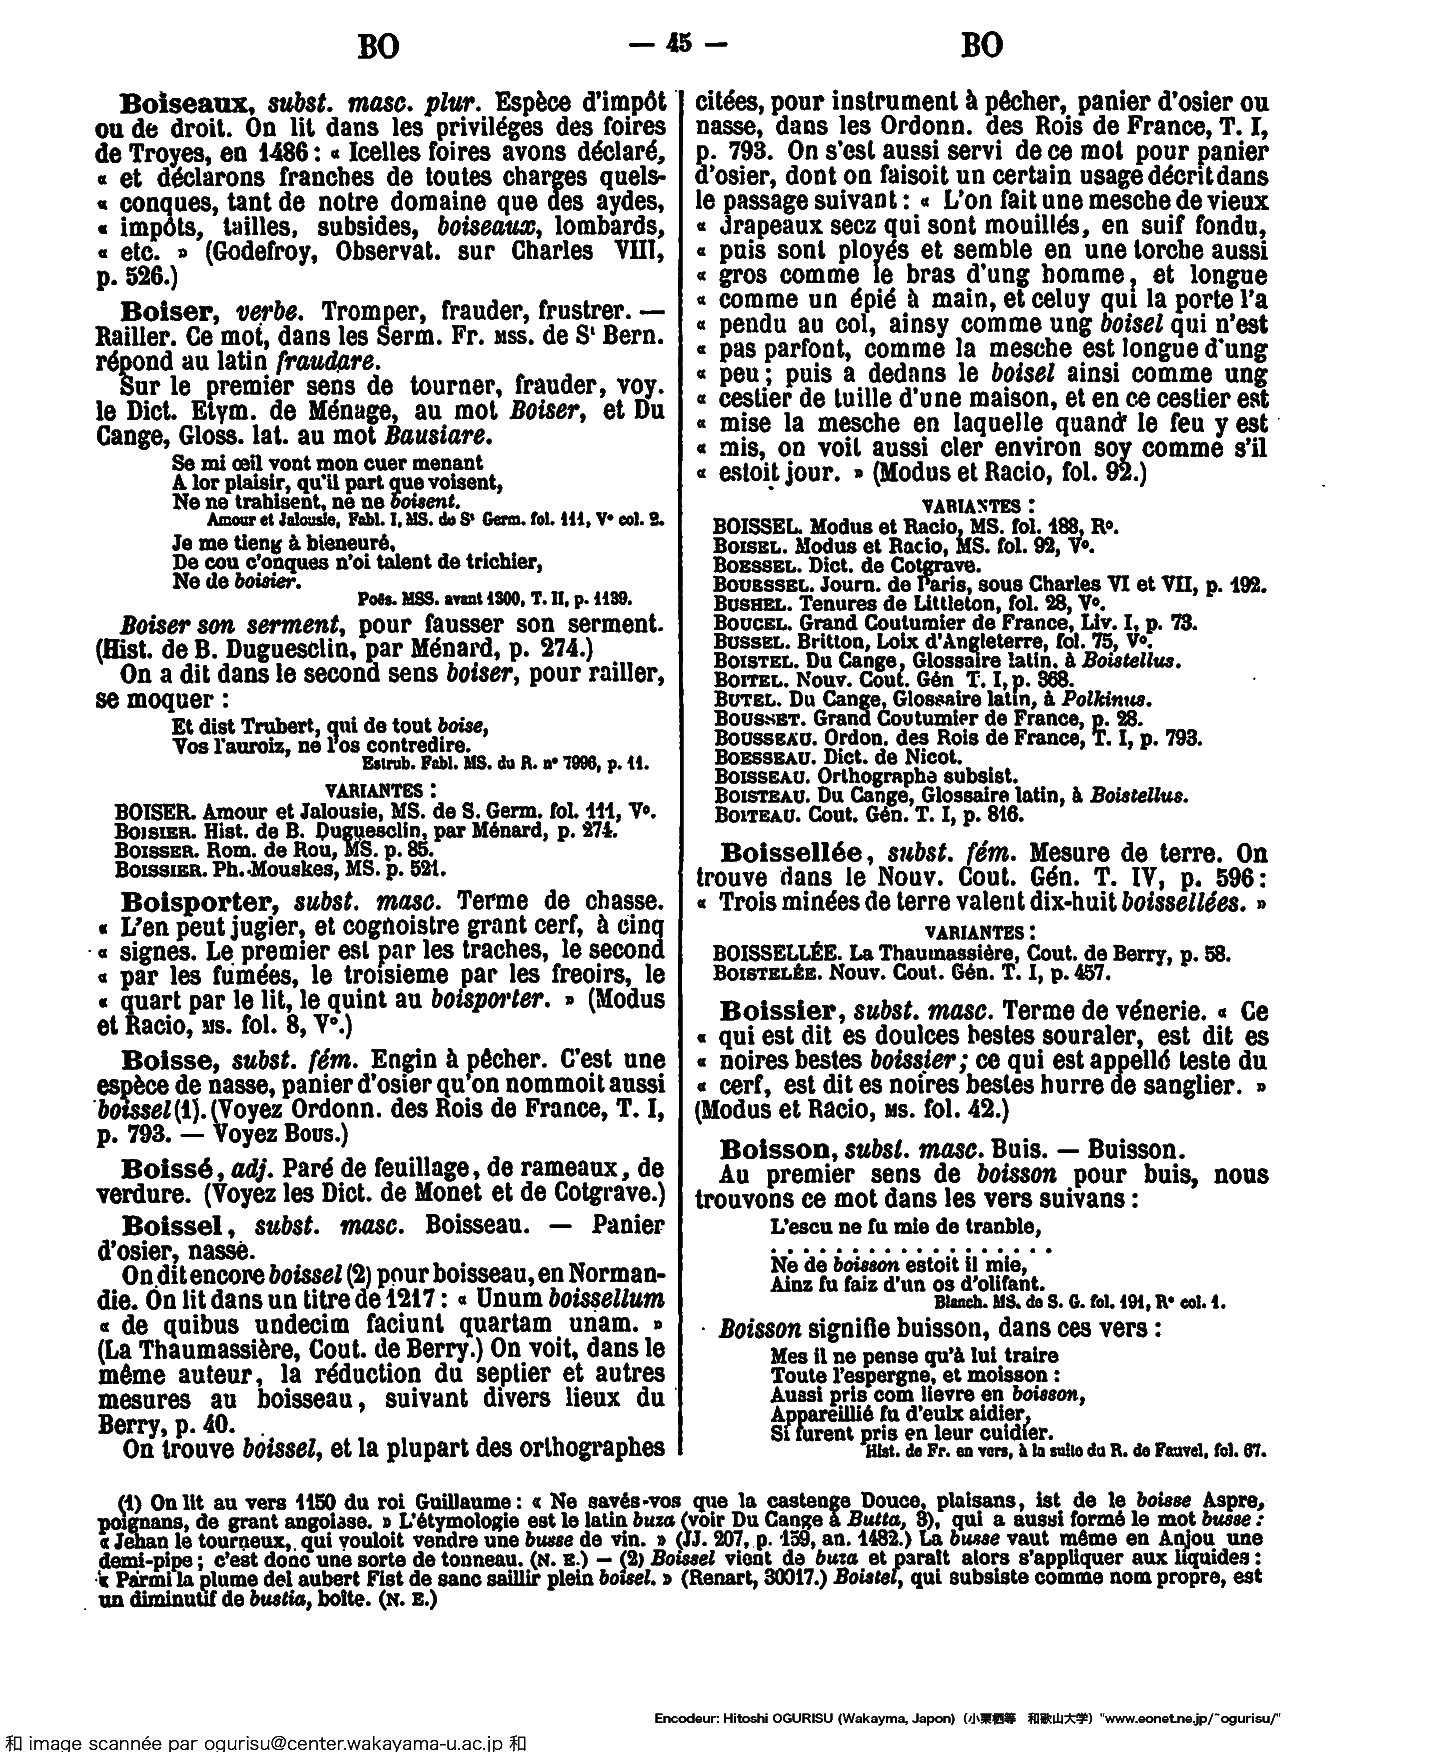 BO — 45 — BO
Boiseaux, subst. masc. plur. Espèce d'impôt
ou de droit. On lit dans les priviléges des foires
de Troyes, en 1486 : « Icelles foires avons déclaré,
« et déclarons franches de toutes charges quels-
« conques, tant de notre domaine que des aydes,
« impôts, tailles, subsides, boiseaux, lombards,
« etc. » (Godefroy, Observat. sur Charles VIII,
p. 526.)
Boiser, verbe. Tromper, frauder, frustrer. —
Railler. Ce mot, dans les Serm. Fr. MSS. de St Bern.
répond au latin fraudare.
Sur le premier sens de tourner, frauder, voy.
le Dict. Etym. de Ménage, au mot Boiser, et Du
Cange, Gloss. lat. au mot Bausiare.
Se mi œil vont mon cuer menant
A lor plaisir, qu'il part que voisent,
Ne ne trahisent, ne ne boisent.
Amour et Jalousie, Fabl. I, MS. de St Germ. fol. 111, Vº col. 2.
Je me tieng à bieneuré,
De cou c'onques n'oi talent de trichier,
Ne de boisier.
Poës. MSS. avant 1300, T. II, p. 1139.
Boiser son serment, pour fausser son serment.
(Hist. de B. Duguesclin, par Ménard, p. 274.)
On a dit dans le second sens boiser, pour railler,
se moquer :
Et dist Trubert, qui de tout boise,
Vos l'auroiz, ne l'os contredire.
Estrub. Fabl. MS. du R. nº 7996, p. 11.
VARIANTES :
BOISER. Amour et Jalousie, MS. de S. Germ. fol. 111, Vº.
BOISIER. Hist. de B. Duguesclin, par Ménard, p. 274.
BOISSER. Rom. de Rou, MS. p. 85.
BOISSIER. Ph. Mouskes, MS. p. 521.
Boisporter, subst. masc. Terme de chasse.
« L'en peut jugier, et cognoistre grant cerf, à cinq
« signes. Le premier est par les traches, le second
« par les fumées, le troisieme par les freoirs, le
« quart par le lit, le quint au boisporter. » (Modus
et Racio, MS. fol. 8, Vº.)
Boisse, subst. fém. Engin à pêcher. C'est une
espèce de nasse, panier d'osier qu'on nommoit aussi
boissel (1). (Voyez Ordonn. des Rois de France, T. I,
p. 793. — Voyez Bous.)
Boissé, adj. Paré de feuillage, de rameaux, de
verdure. (Voyez les Dict. de Monet et de Cotgrave.)
Boissel, subst. masc. Boisseau. — Panier
d'osier, nasse.
On dit encore boissel (2) pour boisseau, en Norman-
die. On lit dans un titre de 1217 : « Unum boissellum
« de quibus undecim faciunt quartam unam. »
(La Thaumassière, Cout. de Berry.) On voit, dans le
même auteur, la réduction du septier et autres
mesures au boisseau, suivant divers lieux du
Berry, p. 40.
On trouve boissel, et la plupart des orthographes
citées, pour instrument à pêcher, panier d'osier ou
nasse, dans les Ordonn. des Rois de France, T. I,
p. 793. On s'est aussi servi de ce mot pour panier
d'osier, dont on faisoit un certain usage décrit dans
le passage suivant : « L'on fait une mesche de vieux
« drapeaux secz qui sont mouillés, en suif fondu,
« puis sont ployés et semble en une torche aussi
« gros comme le bras d'ung homme, et longue
« comme un épié à main, et celuy qui la porte l'a
« pendu au col, ainsy comme ung boisel qui n'est
« pas parfont, comme la mesche est longue d'ung
« peu ; puis a dedans le boisel ainsi comme ung
« cestier de tuille d'une maison, et en ce cestier est
« mise la mesche en laquelle quand le feu y est
« mis, on voit aussi cler environ soy comme s'il
« estoit jour. » (Modus et Racio, fol. 92.)
VARIANTES :
BOISSEL. Modus et Racio, MS. fol. 188, Rº.
BOISEL. Modus et Racio, MS. fol. 92, Vº.
BOESSEL. Dict. de Cotgrave.
BOUESSEL. Journ. de Paris, sous Charles VI et VII, p. 192.
BUSHEL. Tenures de Littleton, fol. 28, Vº.
BOUCEL. Grand Coutumier de France, Liv. I, p. 73.
BUSSEL. Britton, Loix d'Angleterre, fol. 75, Vº.
BOISTEL. Du Cange, Glossaire latin, à Boistellus.
BOITEL. Nouv. Cout. Gén T. I, p. 368.
BUTEL. Du Cange, Glossaire latin, à Polkinus.
BOUSSET. Grand Coutumier de France, p. 28.
BOUSSEAU. Ordon. des Rois de France, T. I, p. 793.
BOESSEAU. Dict. de Nicot.
BOISSEAU. Orthographe subsist.
BOISTEAU. Du Cange, Glossaire latin, à Boistellus.
BOITEAU. Cout. Gén. T. I, p. 816.
Boissellée, subst. fém. Mesure de terre. On
trouve dans le Nouv. Cout. Gén. T. IV, p. 596 :
« Trois minées de terre valent dix-huit boissellées. »
VARIANTES :
BOISSELLÉE. La Thaumassière, Cout. de Berry, p. 58.
BOISTELÉE. Nouv. Cout. Gén. T. I, p. 457.
Boissier, subst. masc. Terme de vénerie. « Ce
« qui est dit es doulces bestes souraler, est dit es
« noires bestes boissier ; ce qui est appellé teste du
« cerf, est dit es noires bestes hurre de sanglier. »
(Modus et Racio, MS. fol. 42.)
Boisson, subst. masc. Buis. — Buisson.
Au premier sens de boisson pour buis, nous
trouvons ce mot dans les vers suivans :
L'escu ne fu mie de tranble,
. . . . . . . . . . . . . . . . . .
Ne de boisson estoit il mie,
Ainz fu faiz d'un os d'olifant.
Blanch. MS. de S. G. fol. 191, Rº col. 1.
Boisson signifie buisson, dans ces vers :
Mes il ne pense qu'à lui traire
Toute l'espergne, et moisson :
Aussi pris com lievre en boisson,
Appareillié fu d'eulx aidier,
Si furent pris en leur cuidier.
Hist. de Fr. en vers, à la suite du R. de Fauvel, fol. 67.
(1) On lit au vers 1150 du roi Guillaume : « Ne savés-vos que la castenge Douce, plaisans, ist de le boisse Aspre,
poignans, de grant angoisse. » L'étymologie est le latin buza (voir Du Cange à Butta, 3), qui a aussi formé le mot busse :
« Jehan le tourneux, qui vouloit vendre une busse de vin. » (JJ. 207, p. 159, an. 1482.) La busse vaut même en Anjou une
demi-pipe ; c'est donc une sorte de tonneau. (N. E.) — (2) Boissel vient de buza et paraît alors s'appliquer aux liquides :
« Parmi la plume del aubert Fist de sanc saillir plein boisel. » (Renart, 30017.) Boistel, qui subsiste comme nom propre, est
un diminutif de bustia, boîte. (N. E.)
Encodeur: Hitoshi OGURISU (Wakayma, Japon) (小栗栖等 和歌山大学) "www.eonet.ne.jp/~ogurisu/"
和 image scannée par ogurisu@center.wakayama-u.ac.jp 和